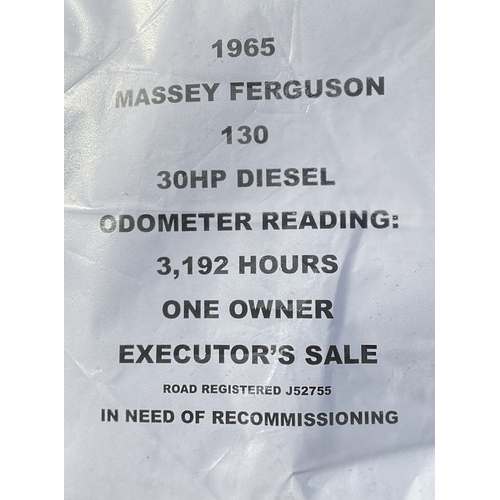 1965
MASSEY FERGUSON
130
30HP DIESEL
ODOMETER READING:
3,192 HOURS
ONE OWNER
EXECUTOR'S SALE
ROAD REGISTERED J52755
IN NEED OF RECOMMISSIONING